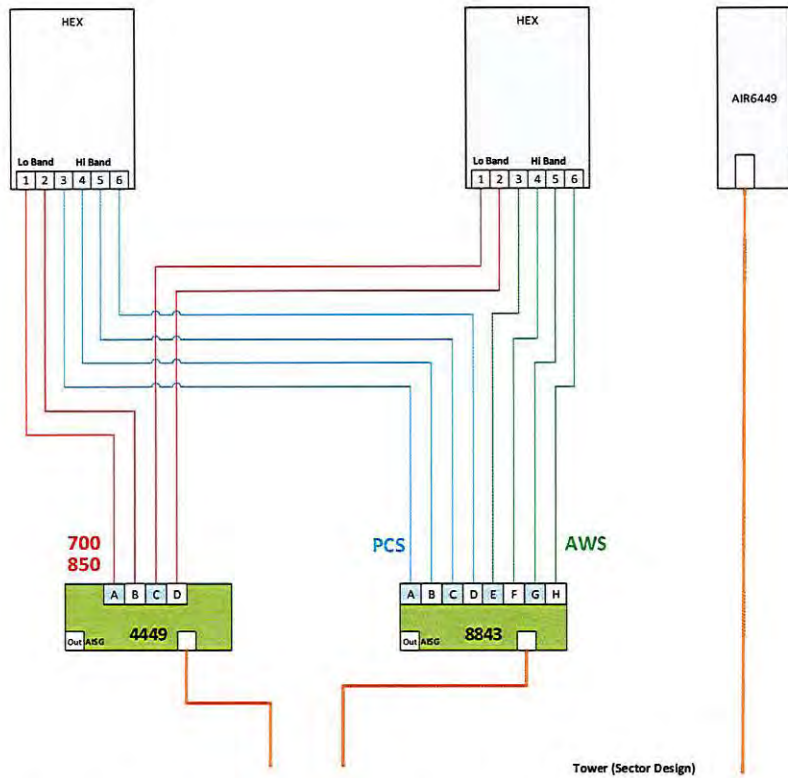 HEX
HEX
AIR6449
Lo Band Hi Band
1 2 3 4 5 6
Lo Band Hi Band
1 2 3 4 5 6
700
850
PCS
AWS
A B C D
4449
Out AISG
A B C D E F G H
8843
Out AISG
Tower (Sector Design)